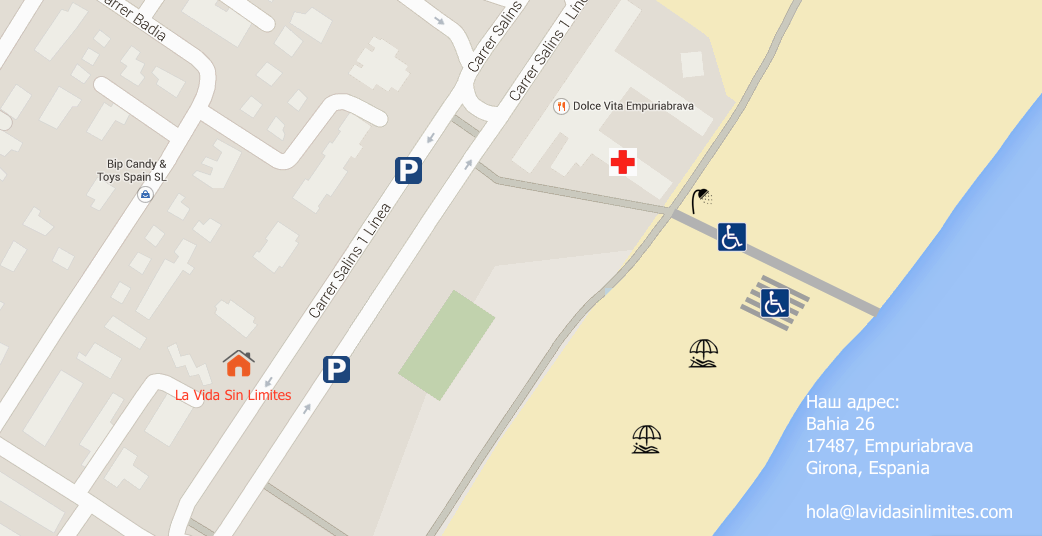 Carrer Badia
Carrer Salins
Carrer Salins 1 Linea
Dolce Vita Empuriabrava
Bip Candy &
Toys Spain SL
P
Carrer Salins 1 Linea
P
La Vida Sin Limites
Наш адрес:
Bahia 26
17487, Empuriabrava
Girona, Espania
hola@lavidasinlimites.com